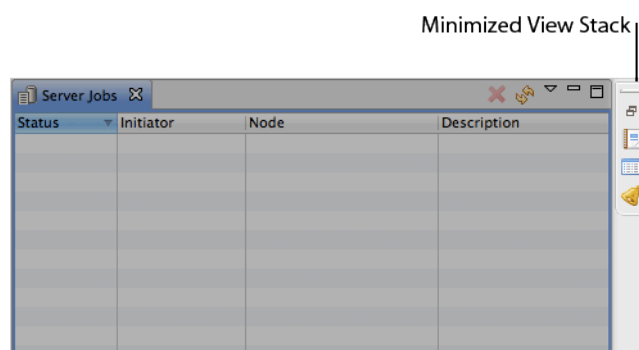 Minimized View Stack
Server Jobs
Status Initiator Node Description